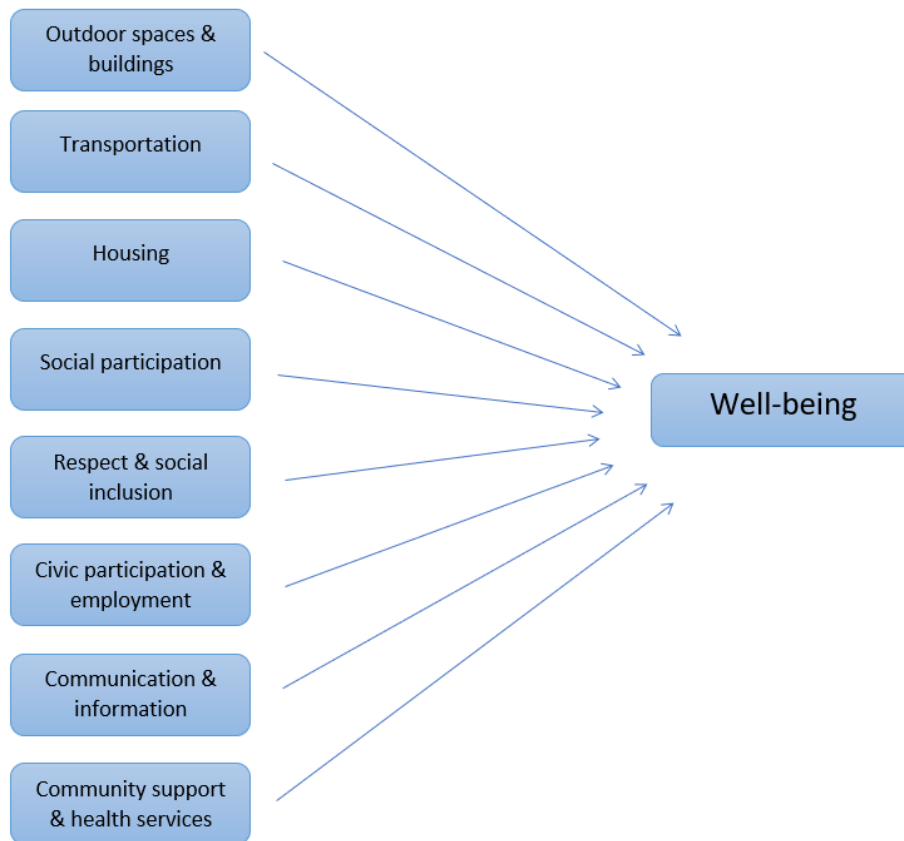 Outdoor spaces &
buildings
Transportation
Housing
Social participation
Respect & social
inclusion
Civic participation &
employment
Communication &
information
Community support
& health services
Well-being